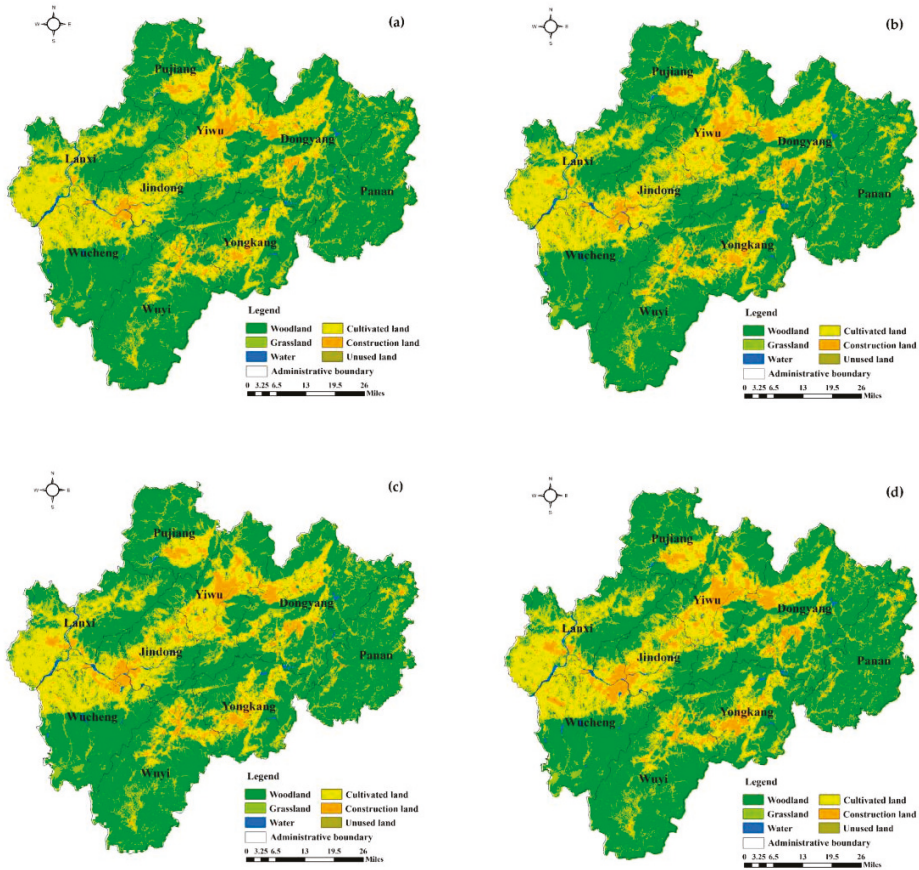 N
(a)
W E
S
Pujiang
Yiwu
Dongyang
Lanxi
Jindong
Panan
Wucheng
Yongkang
Wuyi
Legend
Woodland Cultivated land
Grassland Construction land
Water Unused land
Administrative boundary
0 3.25 6.5 13 19.5 26
Miles
N
(b)
W E
S
Pujiang
Yiwu
Dongyang
Lanxi
Jindong
Panan
Wucheng
Yongkang
Wuyi
Legend
Woodland Cultivated land
Grassland Construction land
Water Unused land
Administrative boundary
0 3.25 6.5 13 19.5 26
Miles
N
(c)
W E
S
Pujiang
Yiwu
Dongyang
Lanxi
Jindong
Panan
Wucheng
Yongkang
Wuyi
Legend
Woodland Cultivated land
Grassland Construction land
Water Unused land
Administrative boundary
0 3.25 6.5 13 19.5 26
Miles
N
(d)
W E
S
Pujiang
Yiwu
Dongyang
Lanxi
Jindong
Panan
Wucheng
Yongkang
Wuyi
Legend
Woodland Cultivated land
Grassland Construction land
Water Unused land
Administrative boundary
0 3.25 6.5 13 19.5 26
Miles